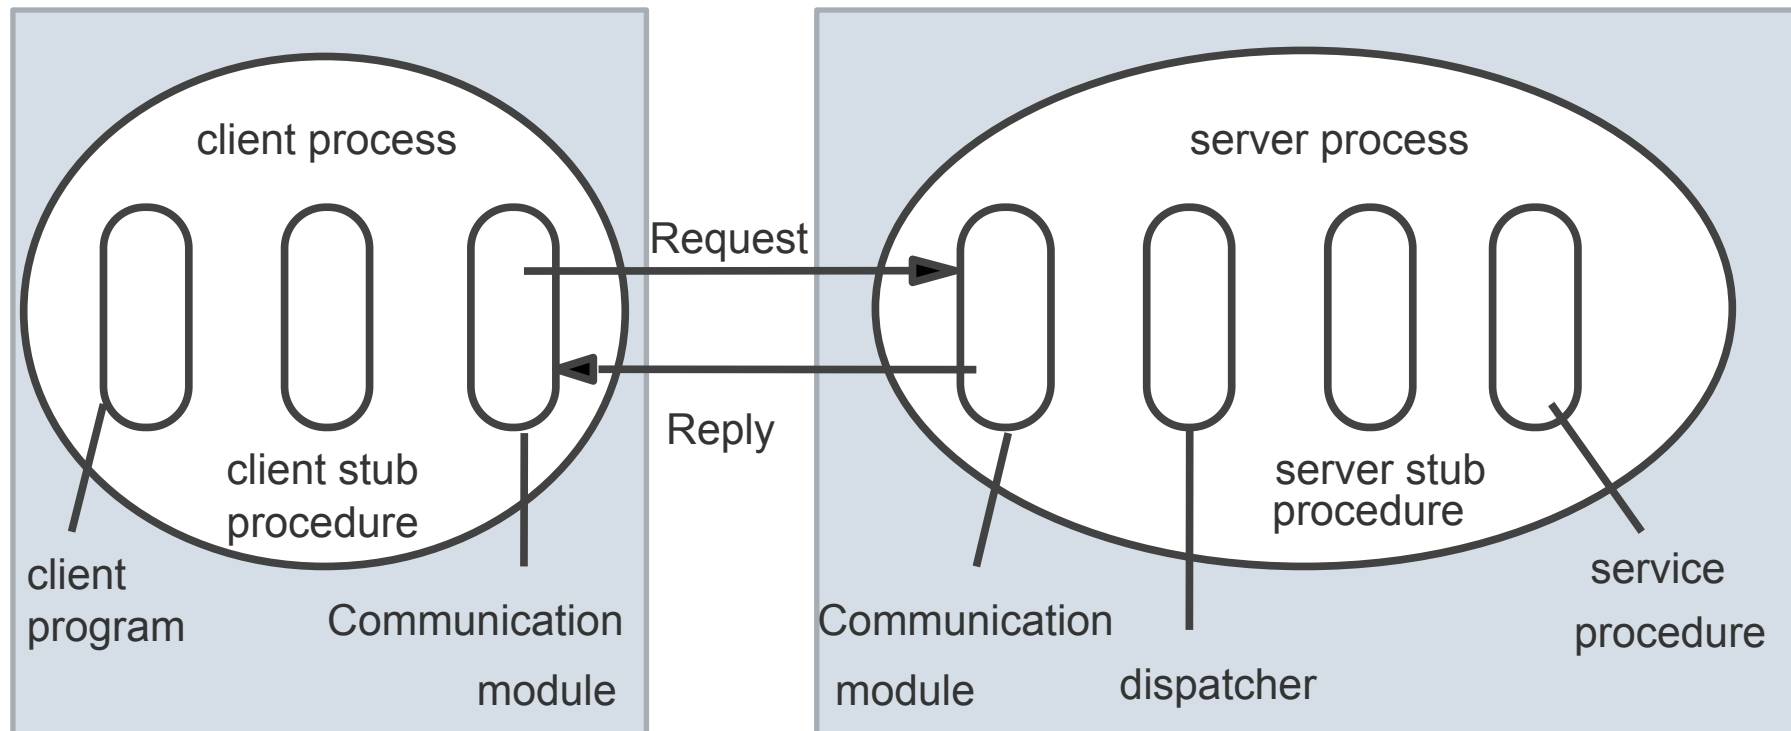 client process
server process
Request
Reply
client stub
procedure
server stub
procedure
client
program
Communication
module
Communication
module
dispatcher
service
procedure